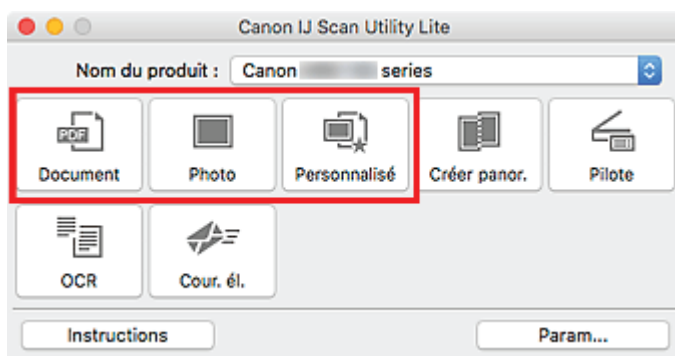 Canon IJ Scan Utility Lite
Nom du produit : Canon series
PDF
Document Photo Personnalisé Créer panor. Pilote
OCR Cour. él.
Instructions Param...